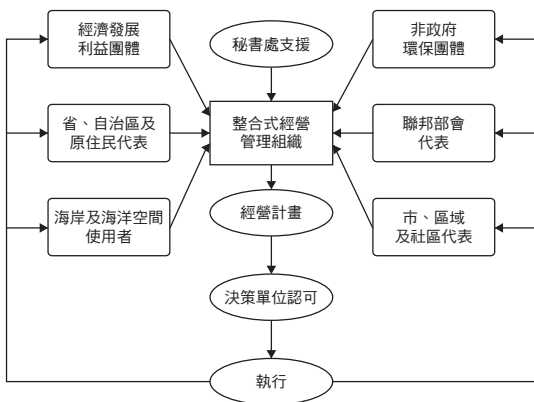 經濟發展
利益團體
秘書處支援
非政府
環保團體
省、自治區及
原住民代表
整合式經營
管理組織
聯邦部會
代表
海岸及海洋空間
使用者
經營計畫
市、區域
及社區代表
決策單位認可
執行